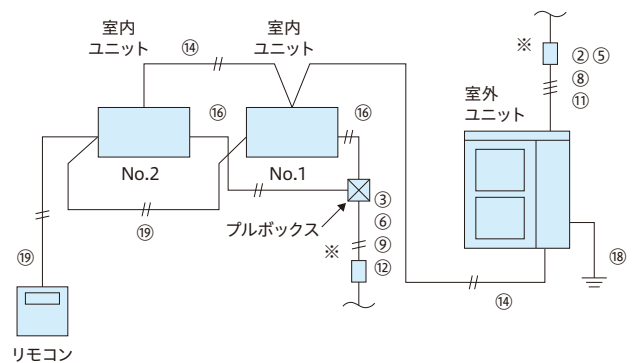 室内
ユニット
⑭
室内
ユニット
※
② ⑤
⑧
⑪
室外
ユニット
⑯
⑯
No.2
No.1
③
⑥
⑨
⑫
プルボックス
※
⑲
⑲
⑭
⑱
リモコン